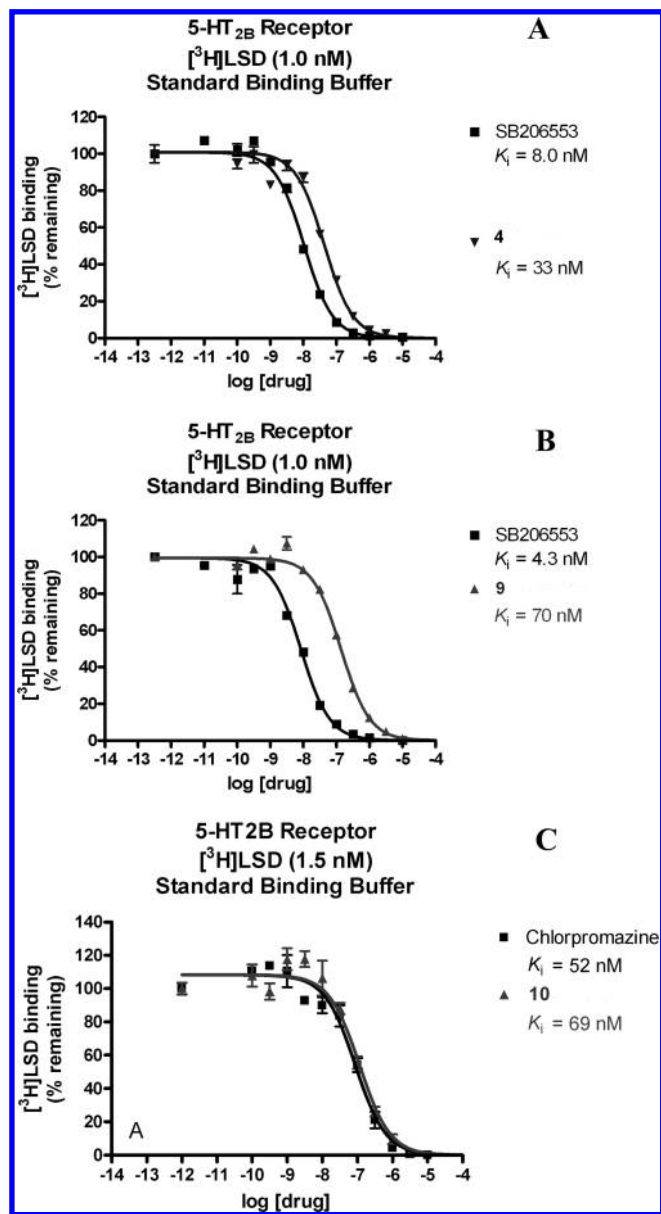 A
5-HT2B Receptor
[3H]LSD (1.0 nM)
Standard Binding Buffer
[3H]LSD binding
(% remaining)
120
100
80
60
40
20
0
-14 -13 -12 -11 -10 -9 -8 -7 -6 -5 -4
log [drug]
SB206553
Ki = 8.0 nM
4
Ki = 33 nM
B
5-HT2B Receptor
[3H]LSD (1.0 nM)
Standard Binding Buffer
[3H]LSD binding
(% remaining)
120
100
80
60
40
20
0
-14 -13 -12 -11 -10 -9 -8 -7 -6 -5 -4
log [drug]
SB206553
Ki = 4.3 nM
9
Ki = 70 nM
C
5-HT2B Receptor
[3H]LSD (1.5 nM)
Standard Binding Buffer
[3H]LSD binding
(% remaining)
140
120
100
80
60
40
20
0
A
-14 -13 -12 -11 -10 -9 -8 -7 -6 -5 -4
log [drug]
Chlorpromazine
Ki = 52 nM
10
Ki = 69 nM